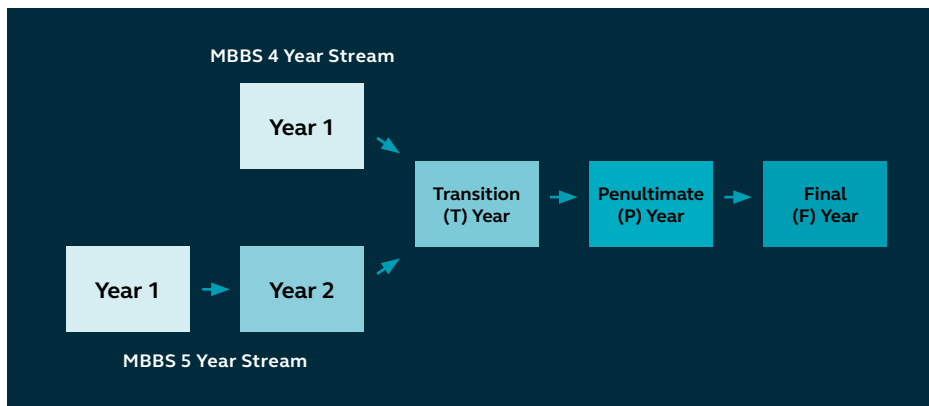 MBBS 4 Year Stream
Year 1
Transition
(T) Year
Penultimate
(P) Year
Final
(F) Year
Year 1
Year 2
MBBS 5 Year Stream